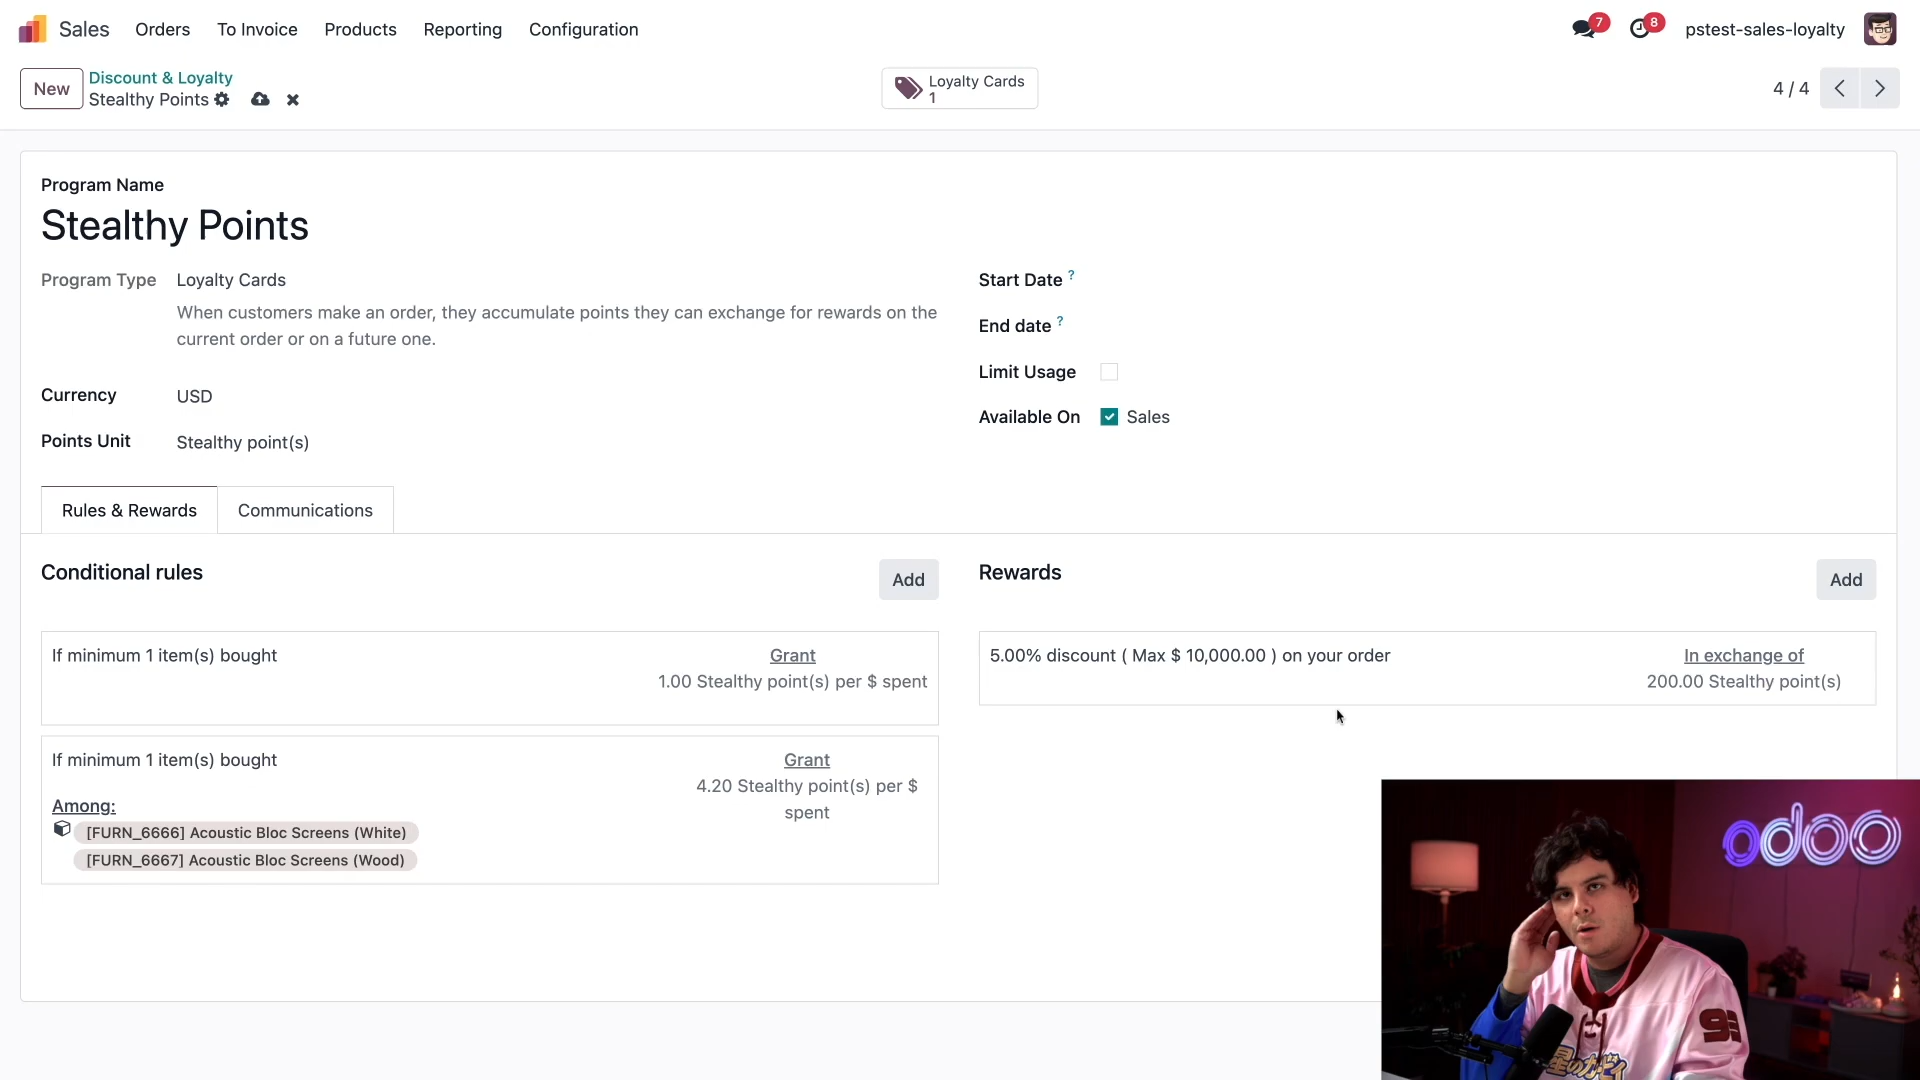 Sales Orders To Invoice Products Reporting Configuration 7 8 pstest-sales-loyalty
New Discount & Loyalty
Stealthy Points
Loyalty Cards
1
4 / 4
Program Name
Stealthy Points
Program Type Loyalty Cards
When customers make an order, they accumulate points they can exchange for rewards on the
current order or on a future one.
Currency USD
Points Unit Stealthy point(s)
Start Date ?
End date ?
Limit Usage
Available On Sales
Rules & Rewards Communications
Conditional rules Add
If minimum 1 item(s) bought Grant
1.00 Stealthy point(s) per $ spent
If minimum 1 item(s) bought Grant
4.20 Stealthy point(s) per $
spent
Among:
[FURN_6666] Acoustic Bloc Screens (White)
[FURN_6667] Acoustic Bloc Screens (Wood)
Rewards Add
5.00% discount ( Max $ 10,000.00 ) on your order In exchange of
200.00 Stealthy point(s)
odoo